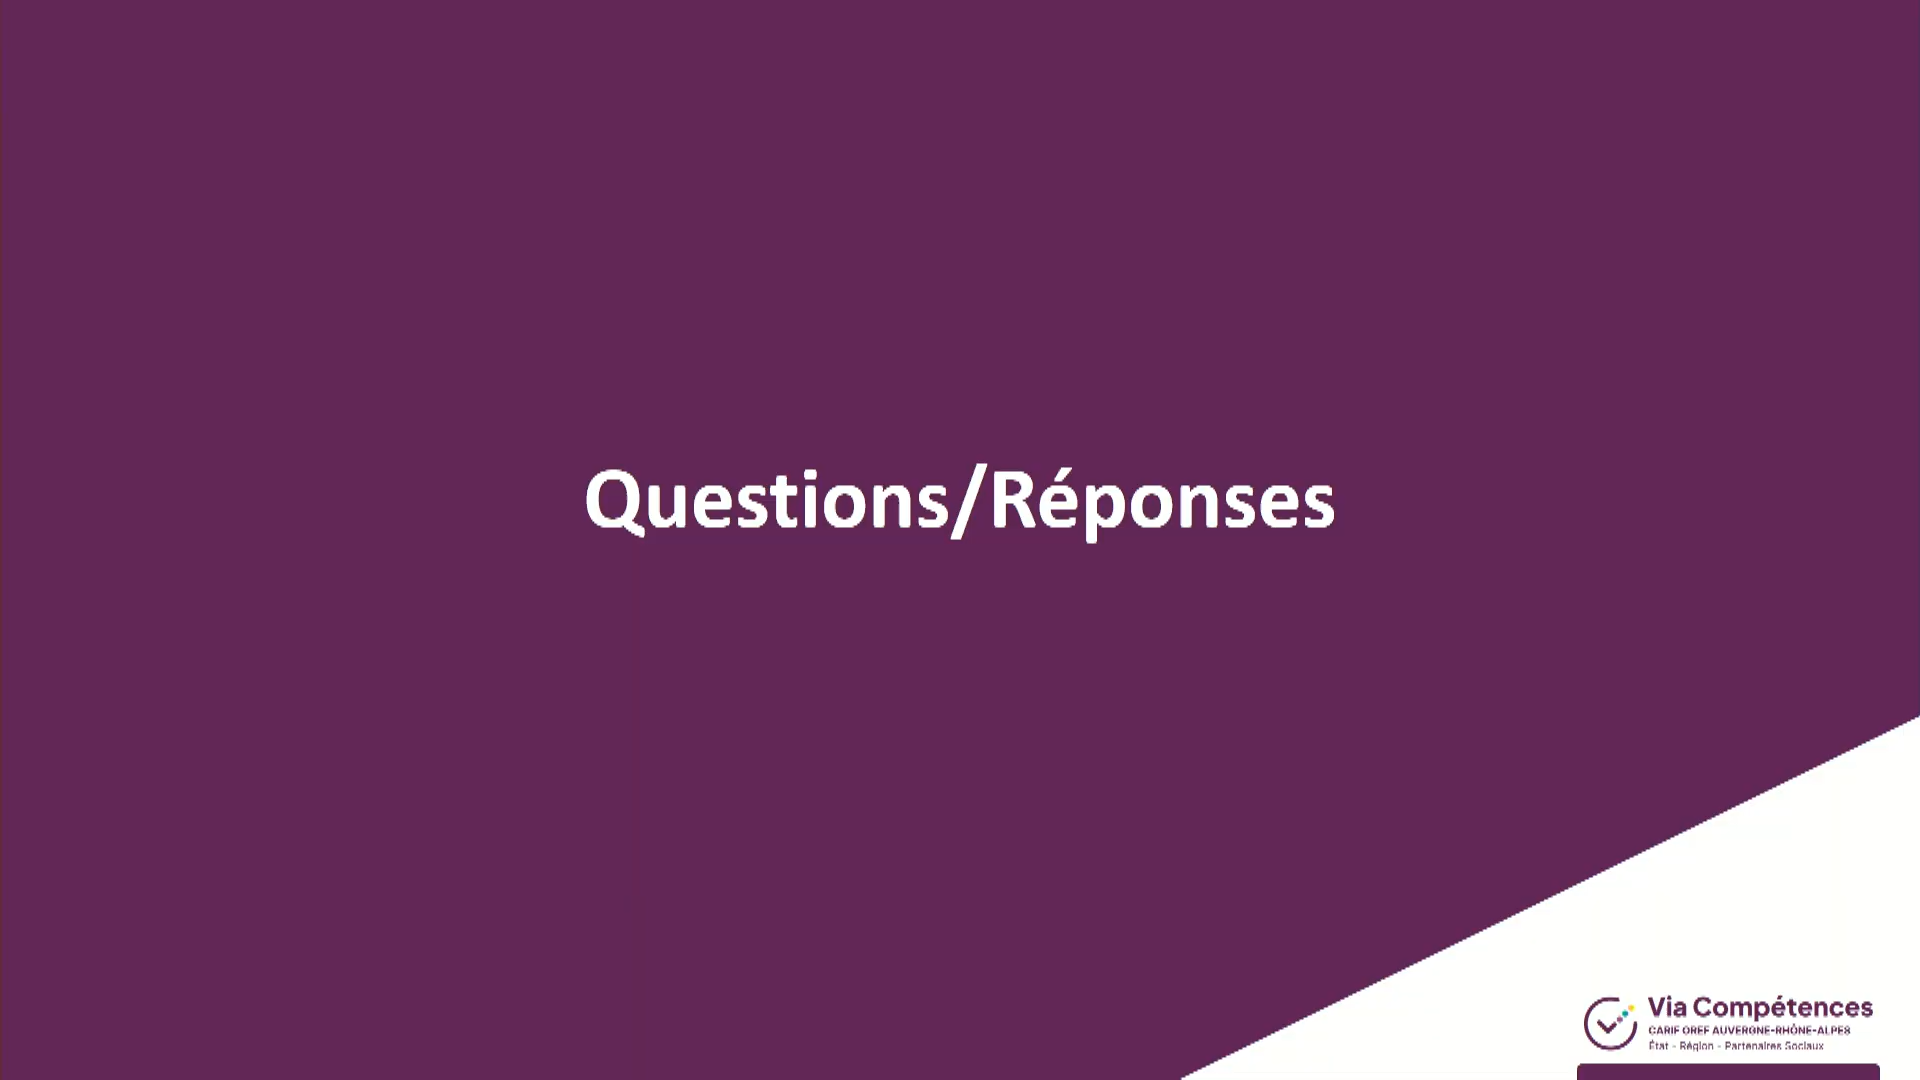 Questions/Réponses
Via Compétences
CARIF OREF AUVERGNE-RHÔNE-ALPES
État - Région - Partenaires Sociaux